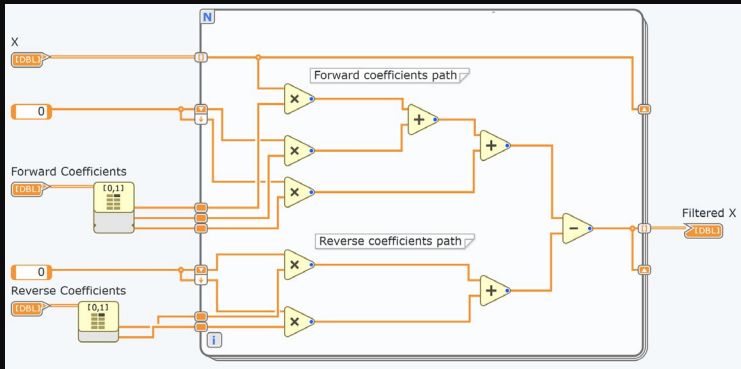 N
X
[DBL]
[]
Forward coefficients path
×
0
+
+
×
Forward Coefficients
[DBL]
[0,1]
×
Filtered X
−
[]
[DBL]
Reverse coefficients path
0
×
Reverse Coefficients
[DBL]
[0,1]
+
×
i